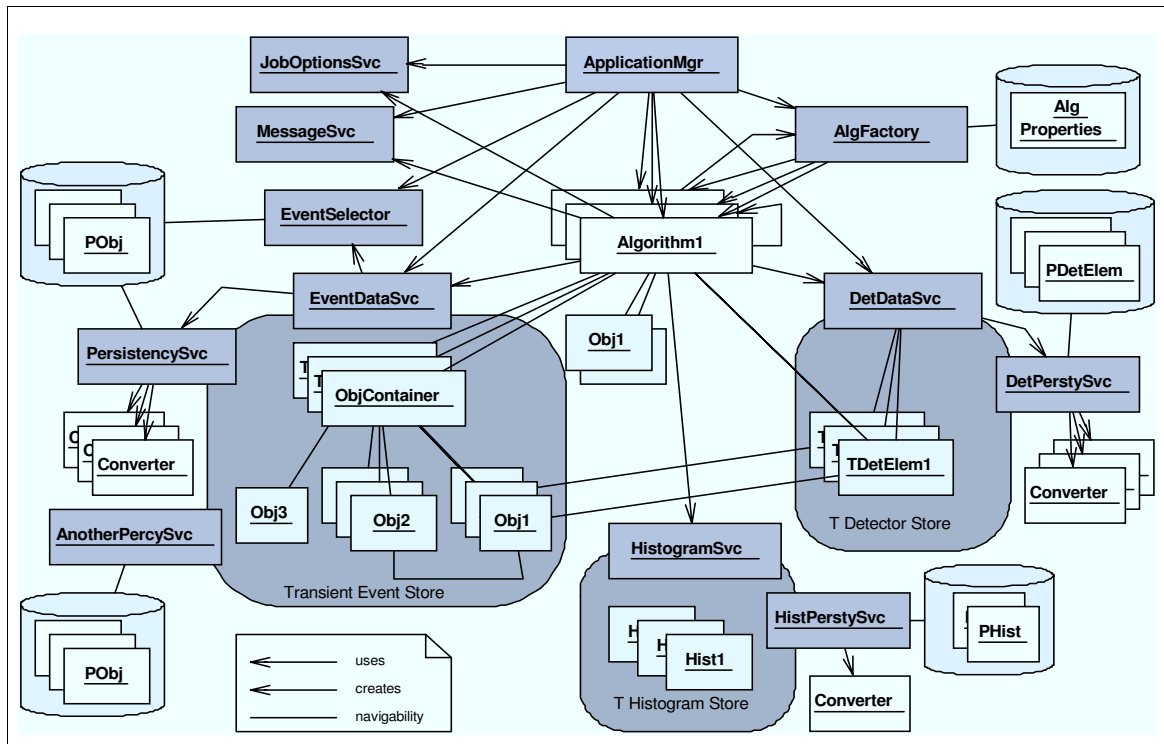 JobOptionsSvc
ApplicationMgr
Alg
Properties
MessageSvc
AlgFactory
EventSelector
PObj
Algorithm1
PDetElem
EventDataSvc
DetDataSvc
PersistencySvc
Obj1
DetPerstySvc
T
T
ObjContainer
C
C
Converter
T
T
TDetElem1
Converter
Obj3
Obj2
Obj1
AnotherPercySvc
T Detector Store
HistogramSvc
Transient Event Store
PObj
H
H
Hist1
HistPerstySvc
PHist
uses
creates
navigability
T Histogram Store
Converter